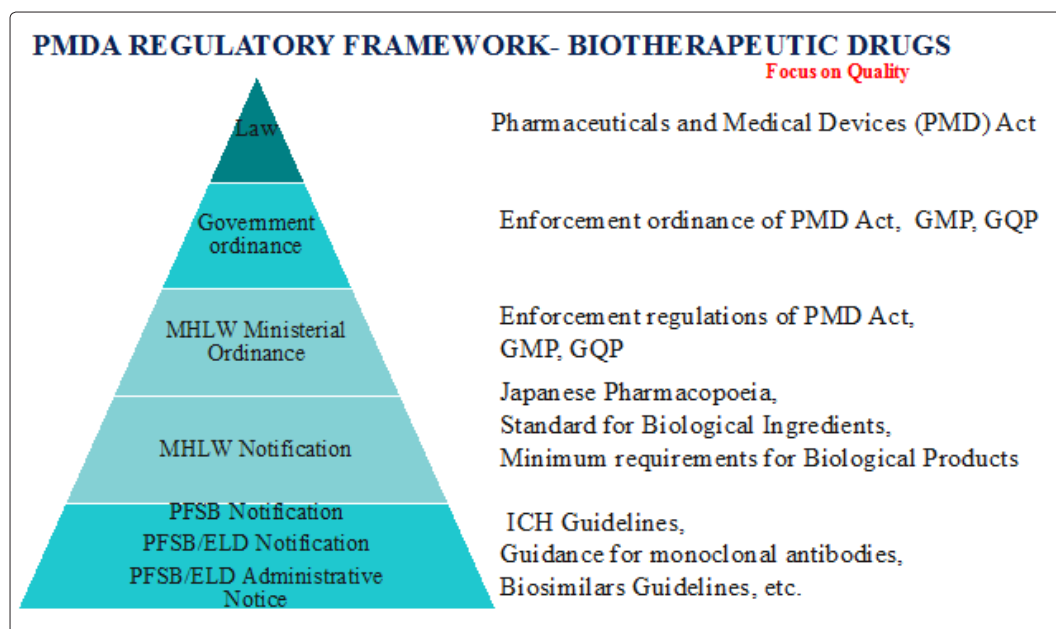 PMDA REGULATORY FRAMEWORK- BIOTHERAPEUTIC DRUGS
Focus on Quality
Law
Pharmaceuticals and Medical Devices (PMD) Act
Government
ordinance
Enforcement ordinance of PMD Act, GMP, GQP
MHLW Ministerial
Ordinance
Enforcement regulations of PMD Act,
GMP, GQP
MHLW Notification
Japanese Pharmacopoeia,
Standard for Biological Ingredients,
Minimum requirements for Biological Products
PFSB Notification
PFSB/ELD Notification
PFSB/ELD Administrative
Notice
ICH Guidelines,
Guidance for monoclonal antibodies,
Biosimilars Guidelines, etc.